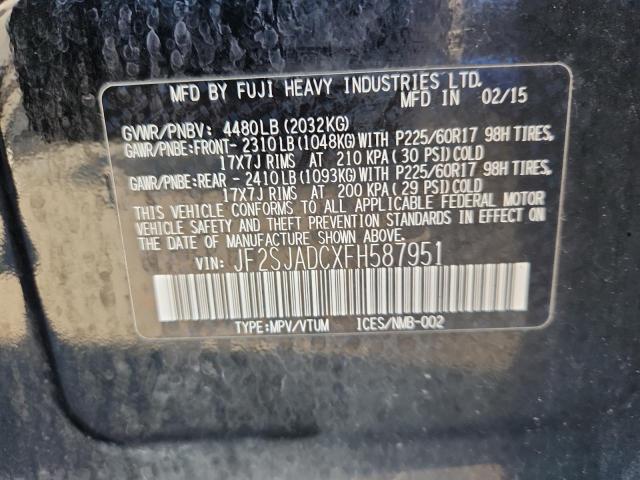 MFD BY FUJI HEAVY INDUSTRIES LTD.
MFD IN 02/15
GVWR/PNBV: 4480LB (2032KG)
GAWR/PNBE:FRONT- 2310LB (1048KG) WITH P225/60R17 98H TIRES,
17X7J RIMS AT 210 KPA ( 30 PSI) COLD
GAWR/PNBE:REAR - 2410LB (1093KG) WITH P225/60R17 98H TIRES,
17X7J RIMS AT 200 KPA ( 29 PSI) COLD
THIS VEHICLE CONFORMS TO ALL APPLICABLE FEDERAL MOTOR
VEHICLE SAFETY AND THEFT PREVENTION STANDARDS IN EFFECT ON
THE DATE OF MANUFACTURE SHOWN ABOVE.
VIN: JF2SJADCXFH587951
TYPE:MPV/VTUM ICES/NMB-002